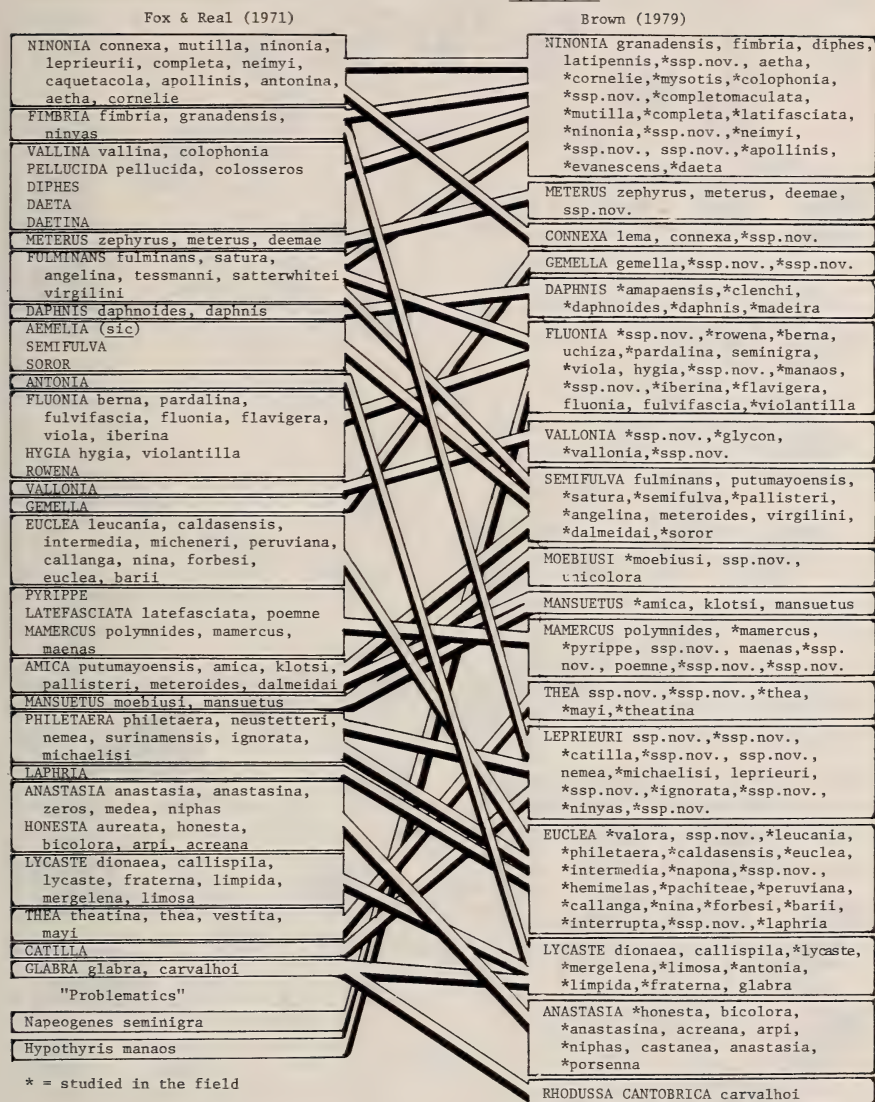 Fox & Real (1971)
NINONIA connexa, mutilla, ninonia,
leprieurii, completa, neimyi,
caquetacola, apollinis, antonina,
aetha, cornelie
FIMBRIA fimbria, granadensis,
ninyas
VALLINA vallina, colophonia
PELLUCIDA pellucida, colosseros
DIPHES
DAETA
DAETINA
METERUS zephyrus, meterus, deemae
FULMINANS fulminans, satura,
angelina, tessmanni, satterwhitei
virgilini
DAPHNIS daphnoides, daphnis
AEMELIA (sic)
SEMIFULVA
SOROR
ANTONIA
FLUONIA berna, pardalina,
fulvifascia, fluonia, flavigera,
viola, iberina
HYGIA hygia, violantilla
ROWENA
VALLONIA
GEMELLA
EUCLEA leucania, caldasensis,
intermedia, micheneri, peruviana,
callanga, nina, forbesi,
euclea, barii
PYRIPPE
LATEFASCIATA latefasciata, poemne
MAMERCUS polymnides, mamercus,
maenas
AMICA putumayoensis, amica, klotsi,
pallisteri, meteroides, dalmeidai
MANSUETUS moebiusi, mansuetus
PHILETAERA philetaera, neustetteri,
nemea, surinamensis, ignorata,
michaelisi
LAPHRIA
ANASTASIA anastasia, anastasina,
zeros, medea, niphas
HONESTA aureata, honesta,
bicolora, arpi, acreana
LYCASTE dionaea, callispila,
lycaste, fraterna, limpida,
mergelena, limosa
THEA theatina, thea, vestita,
mayi
CATILLA
GLABRA glabra, carvalhoi
"Problematics"
Napeogenes seminigra
Hypothyris manaos
* = studied in the field
Brown (1979)
NINONIA granadensis, fimbria, diphes,
latipennis,*ssp.nov., aetha,
*cornelie,*mysotis,*colophonia,
*ssp.nov.,*completomaculata,
*mutilla,*completa,*latifasciata,
*ninonia,*ssp.nov.,*neimyi,
*ssp.nov., ssp.nov.,*apollinis,
*evanescens,*daeta
METERUS zephyrus, meterus, deemae,
ssp.nov.
CONNEXA lema, connexa,*ssp.nov.
GEMELLA gemella,*ssp.nov.,*ssp.nov.
DAPHNIS *amapaensis,*clenchi,
*daphnoides,*daphnis,*madeira
FLUONIA *ssp.nov.,*rowena,*berna,
uchiza,*pardalina, seminigra,
*viola, hygia,*ssp.nov.,*manaos,
*ssp.nov.,*iberina,*flavigera,
fluonia, fulvifascia,*violantilla
VALLONIA *ssp.nov.,*glycon,
*vallonia,*ssp.nov.
SEMIFULVA fulminans, putumayoensis,
*satura,*semifulva,*pallisteri,
*angelina, meteroides, virgilini,
*dalmeidai,*soror
MOEBIUSI *moebiusi, ssp.nov.,
unicolora
MANSUETUS *amica, klotsi, mansuetus
MAMERCUS polymnides, *mamercus,
*pyrippe, ssp.nov., maenas,*ssp.
nov., poemne,*ssp.nov.,*ssp.nov.
THEA ssp.nov.,*ssp.nov.,*thea,
*mayi,*theatina
LEPRIEURI ssp.nov.,*ssp.nov.,
*catilla,*ssp.nov., ssp.nov.,
nemea,*michaelisi, leprieuri,
*ssp.nov.,*ignorata,*ssp.nov.,
*ninyas,*ssp.nov.
EUCLEA *valora, ssp.nov.,*leucania,
*philetaera,*caldasensis,*euclea,
*intermedia,*napona,*ssp.nov.,
*hemimelas,*pachiteae,*peruviana,
*callanga,*nina,*forbesi,*barii,
*interrupta,*ssp.nov.,*laphria
LYCASTE dionaea, callispila,*lycaste,
*mergelena,*limosa,*antonia,
*limpida,*fraterna, glabra
ANASTASIA *honesta, bicolora,
*anastasina, acreana, arpi,
*niphas, castanea, anastasia,
*porsenna
RHODUSSA CANTOBRICA carvalhoi